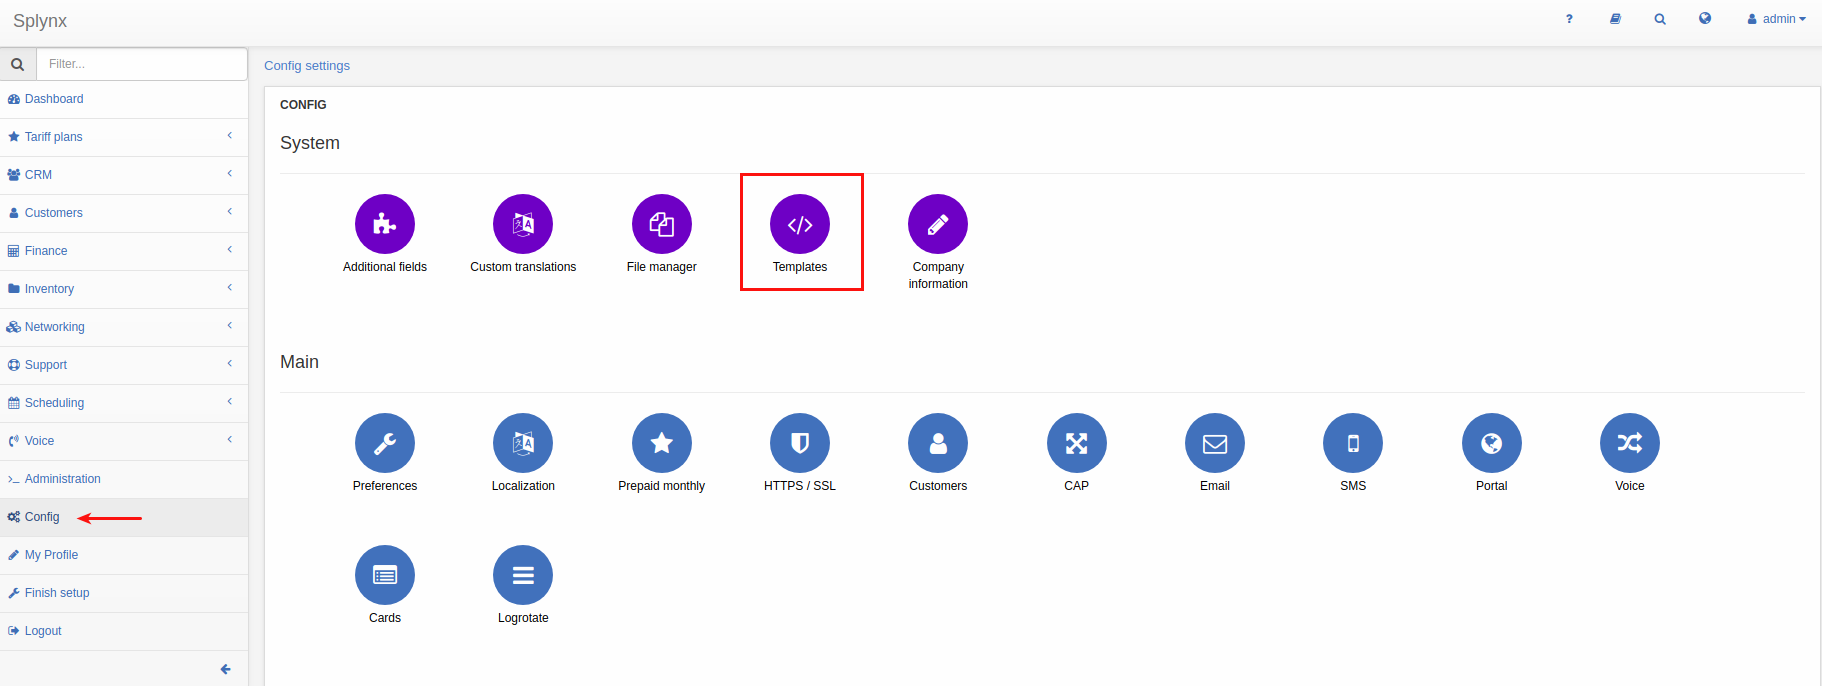 Splynx
? admin
Filter...
Dashboard
Tariff plans
CRM
Customers
Finance
Inventory
Networking
Support
Scheduling
Voice
Administration
Config
My Profile
Finish setup
Logout
Config settings
CONFIG
System
Additional fields
Custom translations
File manager
Templates
Company
information
Main
Preferences
Localization
Prepaid monthly
HTTPS / SSL
Customers
CAP
Email
SMS
Portal
Voice
Cards
Logrotate